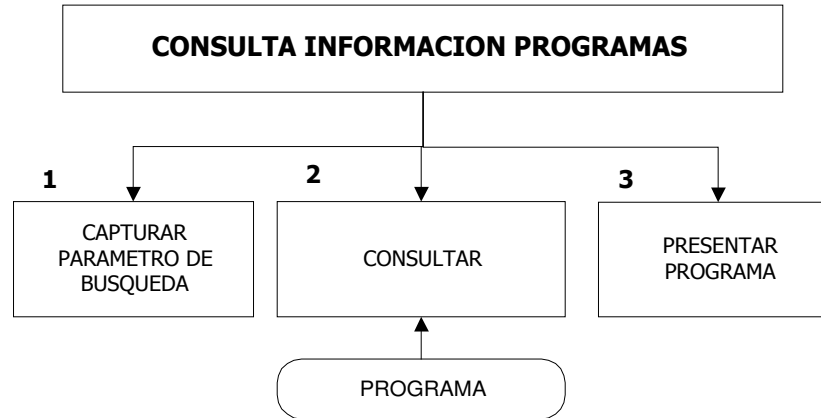 CONSULTA INFORMACION PROGRAMAS
1
CAPTURAR
PARAMETRO DE
BUSQUEDA
2
CONSULTAR
3
PRESENTAR
PROGRAMA
PROGRAMA